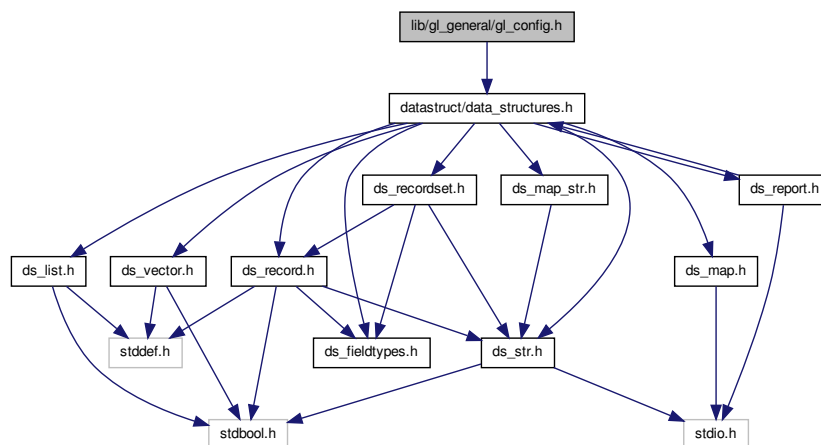 lib/gl_general/gl_config.h
datastruct/data_structures.h
ds_recordset.h
ds_map_str.h
ds_report.h
ds_list.h
ds_vector.h
ds_record.h
ds_map.h
stddef.h
ds_fieldtypes.h
ds_str.h
stdbool.h
stdio.h